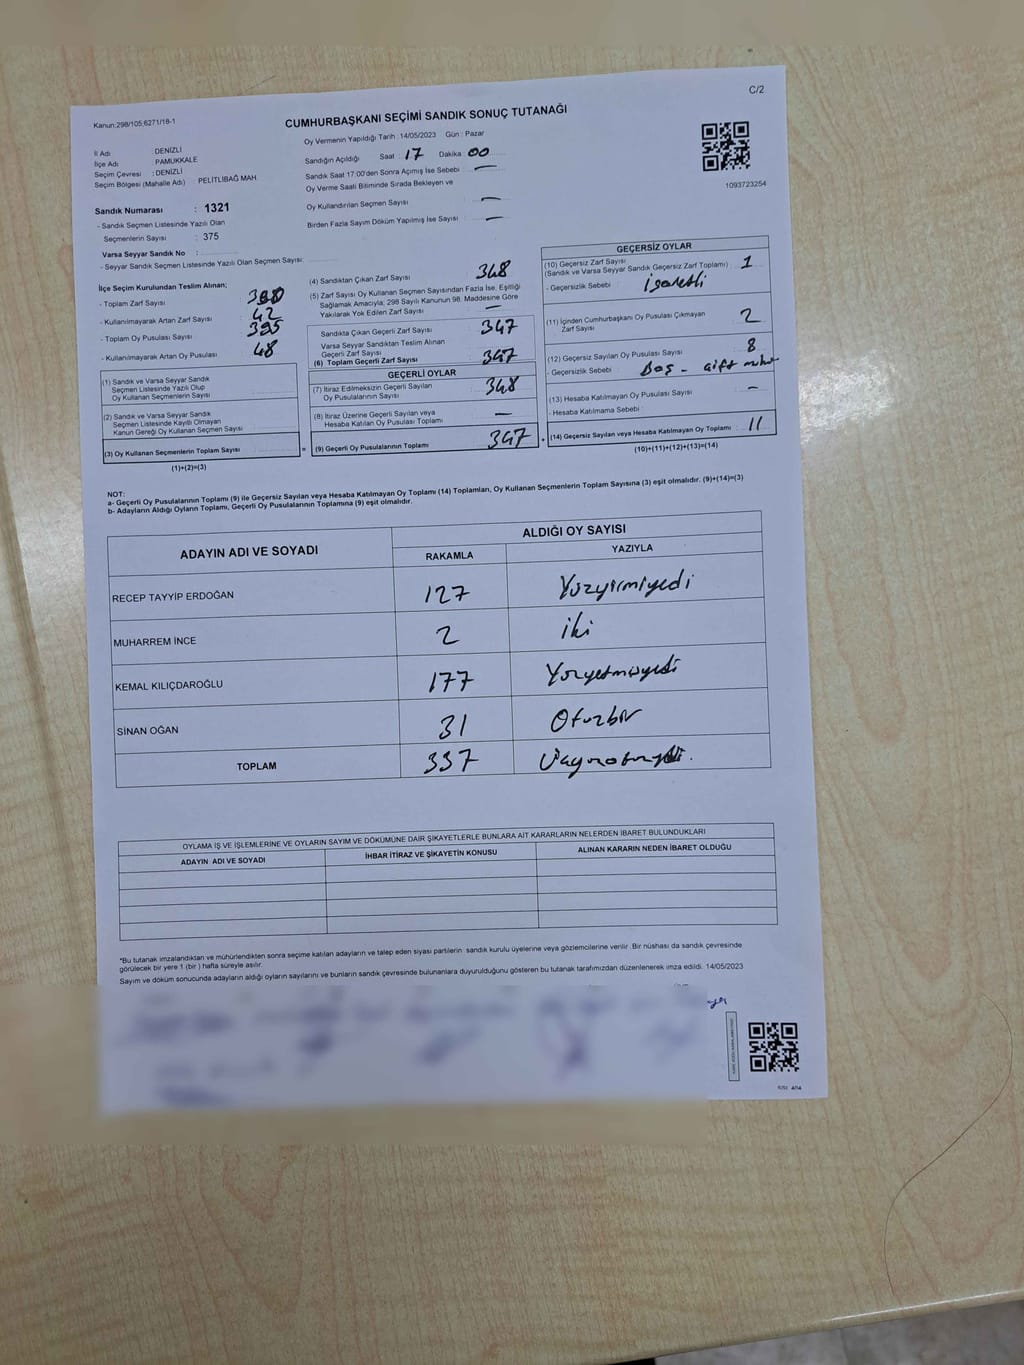 C/2
Kanun:298/105;6271/18-1
CUMHURBAŞKANI SEÇİMİ SANDIK SONUÇ TUTANAĞI
Oy Vermenin Yapıldığı Tarih : 14/05/2023 Gün : Pazar
İl Adı : DENİZLİ
İlçe Adı : PAMUKKALE
Seçim Çevresi : DENİZLİ
Seçim Bölgesi (Mahalle Adı) PELİTLİBAĞ MAH.
Sandığın Açıldığı Saat : 17 Dakika 00
Sandık Saat 17.00'den Sonra Açımış İse Sebebi —
Oy Verme Saati Bitiminde Sırada Bekleyen ve
Oy Kullandırılan Seçmen Sayısı —
Birden Fazla Sayım Döküm Yapılmış İse Sayısı —
1093723254
Sandık Numarası : 1321
- Sandık Seçmen Listesinde Yazılı Olan
Seçmenlerin Sayısı : 375
Varsa Seyyar Sandık No :
- Seyyar Sandık Seçmen Listesinde Yazılı Olan Seçmen Sayısı:
İlçe Seçim Kurulundan Teslim Alınan;
- Toplam Zarf Sayısı
- Kullanılmayarak Artan Zarf Sayısı 42
- Toplam Oy Pusulası Sayısı 395
- Kullanılmayarak Artan Oy Pusulası 48
(1) Sandık ve Varsa Seyyar Sandık
Seçmen Listesinde Yazılı Olup
Oy Kullanan Seçmenlerin Sayısı
(2) Sandık ve Varsa Seyyar Sandık
Seçmen Listesinde Kayıtlı Olmayan
Kanun Gereği Oy Kullanan Seçmen Sayısı
(3) Oy Kullanan Seçmenlerin Toplam Sayısı
(1)+(2)=(3)
(4) Sandıktan Çıkan Zarf Sayısı 348
(5) Zarf Sayısı Oy Kullanan Seçmen Sayısından Fazla İse, Eşitliği
Sağlamak Amacıyla; 298 Sayılı Kanunun 98. Maddesine Göre
Yakılarak Yok Edilen Zarf Sayısı —
Sandıkta Çıkan Geçerli Zarf Sayısı 347
Varsa Seyyar Sandıktan Teslim Alınan
Geçerli Zarf Sayısı
(6) Toplam Geçerli Zarf Sayısı 347
GEÇERLİ OYLAR
(7) İtiraz Edilmeksizin Geçerli Sayılan
Oy Pusulalarının Sayısı 348
(8) İtiraz Üzerine Geçerli Sayılan veya
Hesaba Katılan Oy Pusulası Toplamı —
= (9) Geçerli Oy Pusulalarının Toplamı 347 +
GEÇERSİZ OYLAR
(10) Geçersiz Zarf Sayısı
(Sandık ve Varsa Seyyar Sandık Geçersiz Zarf Toplamı) : 1
- Geçersizlik Sebebi : işaretli
(11) İçinden Cumhurbaşkanı Oy Pusulası Çıkmayan
Zarf Sayısı 2
(12) Geçersiz Sayılan Oy Pusulası Sayısı 8
- Geçersizlik Sebebi : Boş - çift mühür
(13) Hesaba Katılmayan Oy Pusulası Sayısı —
- Hesaba Katılmama Sebebi
(14) Geçersiz Sayılan veya Hesaba Katılmayan Oy Toplamı : 11
(10)+(11)+(12)+(13)=(14)
NOT:
a- Geçerli Oy Pusulalarının Toplamı (9) ile Geçersiz Sayılan veya Hesaba Katılmayan Oy Toplamı (14) Toplamları, Oy Kullanan Seçmenlerin Toplam Sayısına (3) eşit olmalıdır. (9)+(14)=(3)
b- Adayların Aldığı Oyların Toplamı, Geçerli Oy Pusulalarının Toplamına (9) eşit olmalıdır.
ADAYIN ADI VE SOYADI ALDIĞI OY SAYISI
RAKAMLA YAZIYLA
RECEP TAYYİP ERDOĞAN 127 Yüzyirmiyedi
MUHARREM İNCE 2 iki
KEMAL KILIÇDAROĞLU 177 Yüzyetmişyedi
SİNAN OĞAN 31 Otuzbir
TOPLAM 337
OYLAMA İŞ VE İŞLEMLERİNE VE OYLARIN SAYIM VE DÖKÜMÜNE DAİR ŞİKAYETLERLE BUNLARA AİT KARARLARIN NELERDEN İBARET BULUNDUKLARI
ADAYIN ADI VE SOYADI İHBAR İTİRAZ VE ŞİKAYETİN KONUSU ALINAN KARARIN NEDEN İBARET OLDUĞU
*Bu tutanak imzalandıktan ve mühürlendikten sonra seçime katılan adayların ve talep eden siyasi partilerin sandık kurulu üyelerine veya gözlemcilerine verilir. Bir nüshası da sandık çevresinde
görülecek bir yere 1 (bir ) hafta süreyle asılır.
Sayım ve döküm sonucunda adayların aldığı oyların sayılarını ve bunların sandık çevresinde bulunanlara duyurulduğunu gösteren bu tutanak tarafımızdan düzenlenerek imza edildi. 14/05/2023